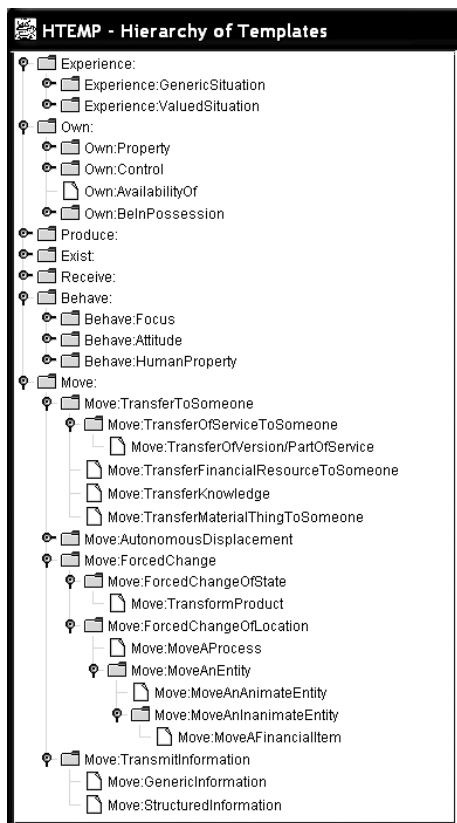 HTEMP - Hierarchy of Templates
Experience:
Experience:GenericSituation
Experience:ValuedSituation
Own:
Own:Property
Own:Control
Own:AvailabilityOf
Own:BeInPossession
Produce:
Exist:
Receive:
Behave:
Behave:Focus
Behave:Attitude
Behave:HumanProperty
Move:
Move:TransferToSomeone
Move:TransferOfServiceToSomeone
Move:TransferOfVersion/PartOfService
Move:TransferFinancialResourceToSomeone
Move:TransferKnowledge
Move:TransferMaterialThingToSomeone
Move:AutonomousDisplacement
Move:ForcedChange
Move:ForcedChangeOfState
Move:TransformProduct
Move:ForcedChangeOfLocation
Move:MoveAProcess
Move:MoveAnEntity
Move:MoveAnAnimateEntity
Move:MoveAnInanimateEntity
Move:MoveAFinancialItem
Move:TransmitInformation
Move:GenericInformation
Move:StructuredInformation